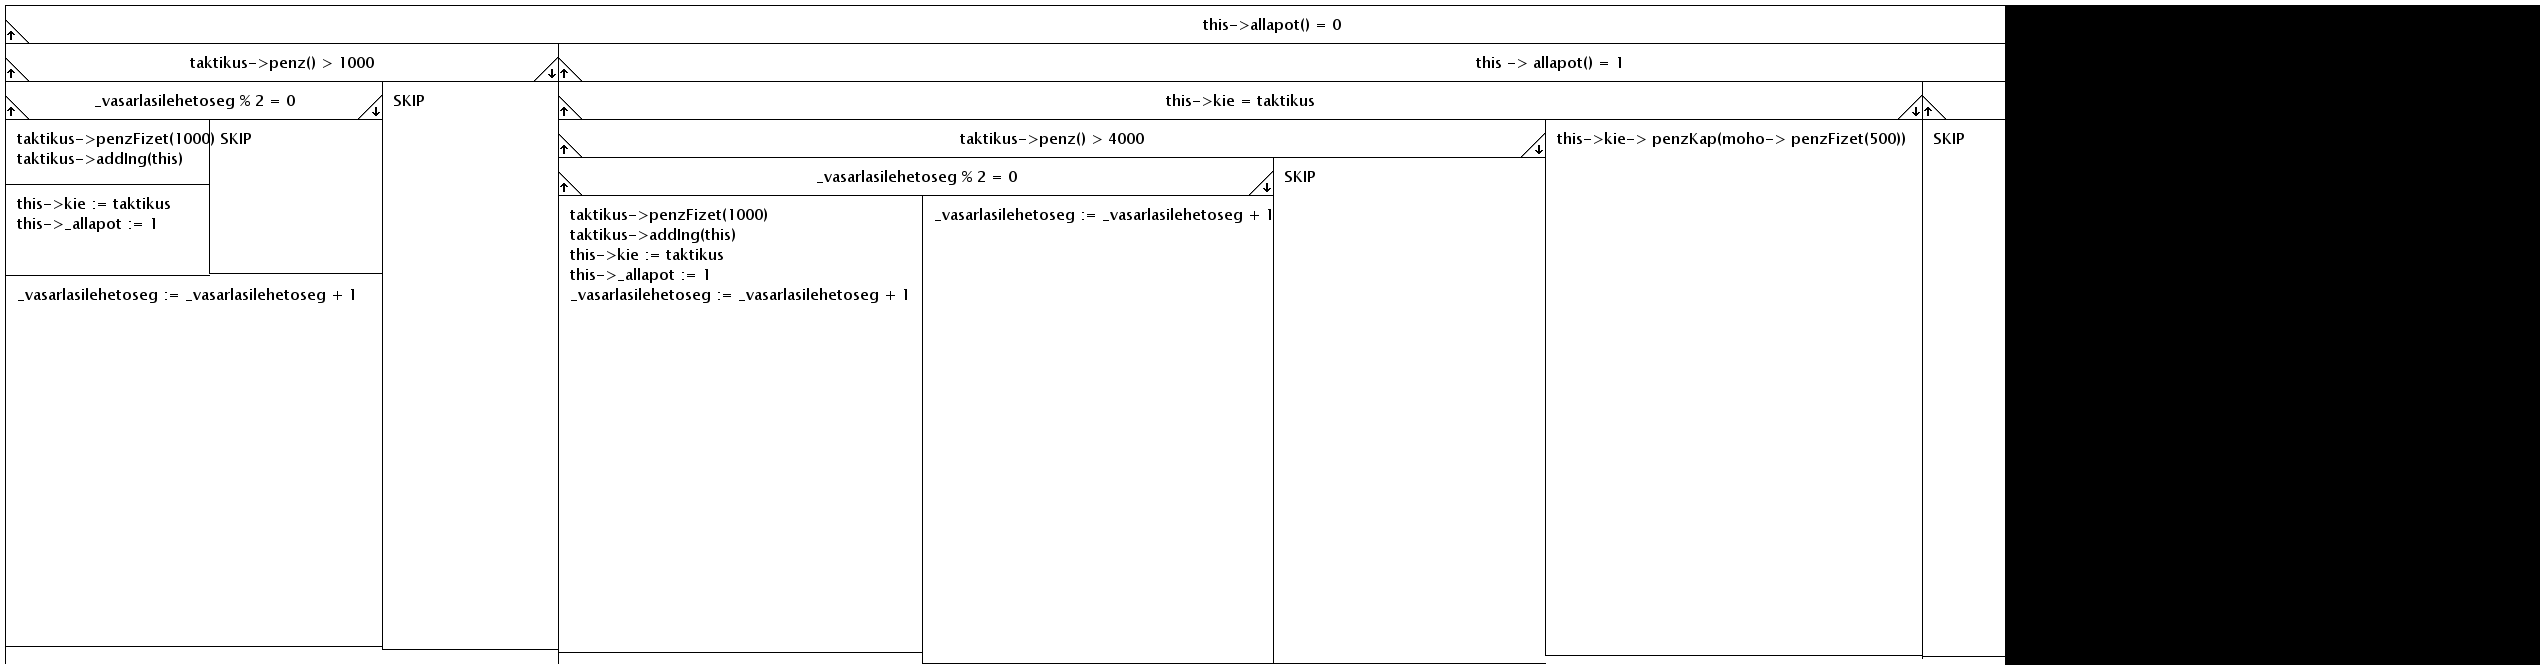 this->allapot() = 0
taktikus->penz() > 1000
this -> allapot() = 1
_vasarlasilehetoseg % 2 = 0
SKIP
this->kie = taktikus
taktikus->penzFizet(1000)
taktikus->addIng(this)
SKIP
this->kie := taktikus
this->_allapot := 1
_vasarlasilehetoseg := _vasarlasilehetoseg + 1
taktikus->penz() > 4000
this->kie-> penzKap(moho-> penzFizet(500))
SKIP
_vasarlasilehetoseg % 2 = 0
SKIP
taktikus->penzFizet(1000)
taktikus->addIng(this)
this->kie := taktikus
this->_allapot := 1
_vasarlasilehetoseg := _vasarlasilehetoseg + 1
_vasarlasilehetoseg := _vasarlasilehetoseg + 1